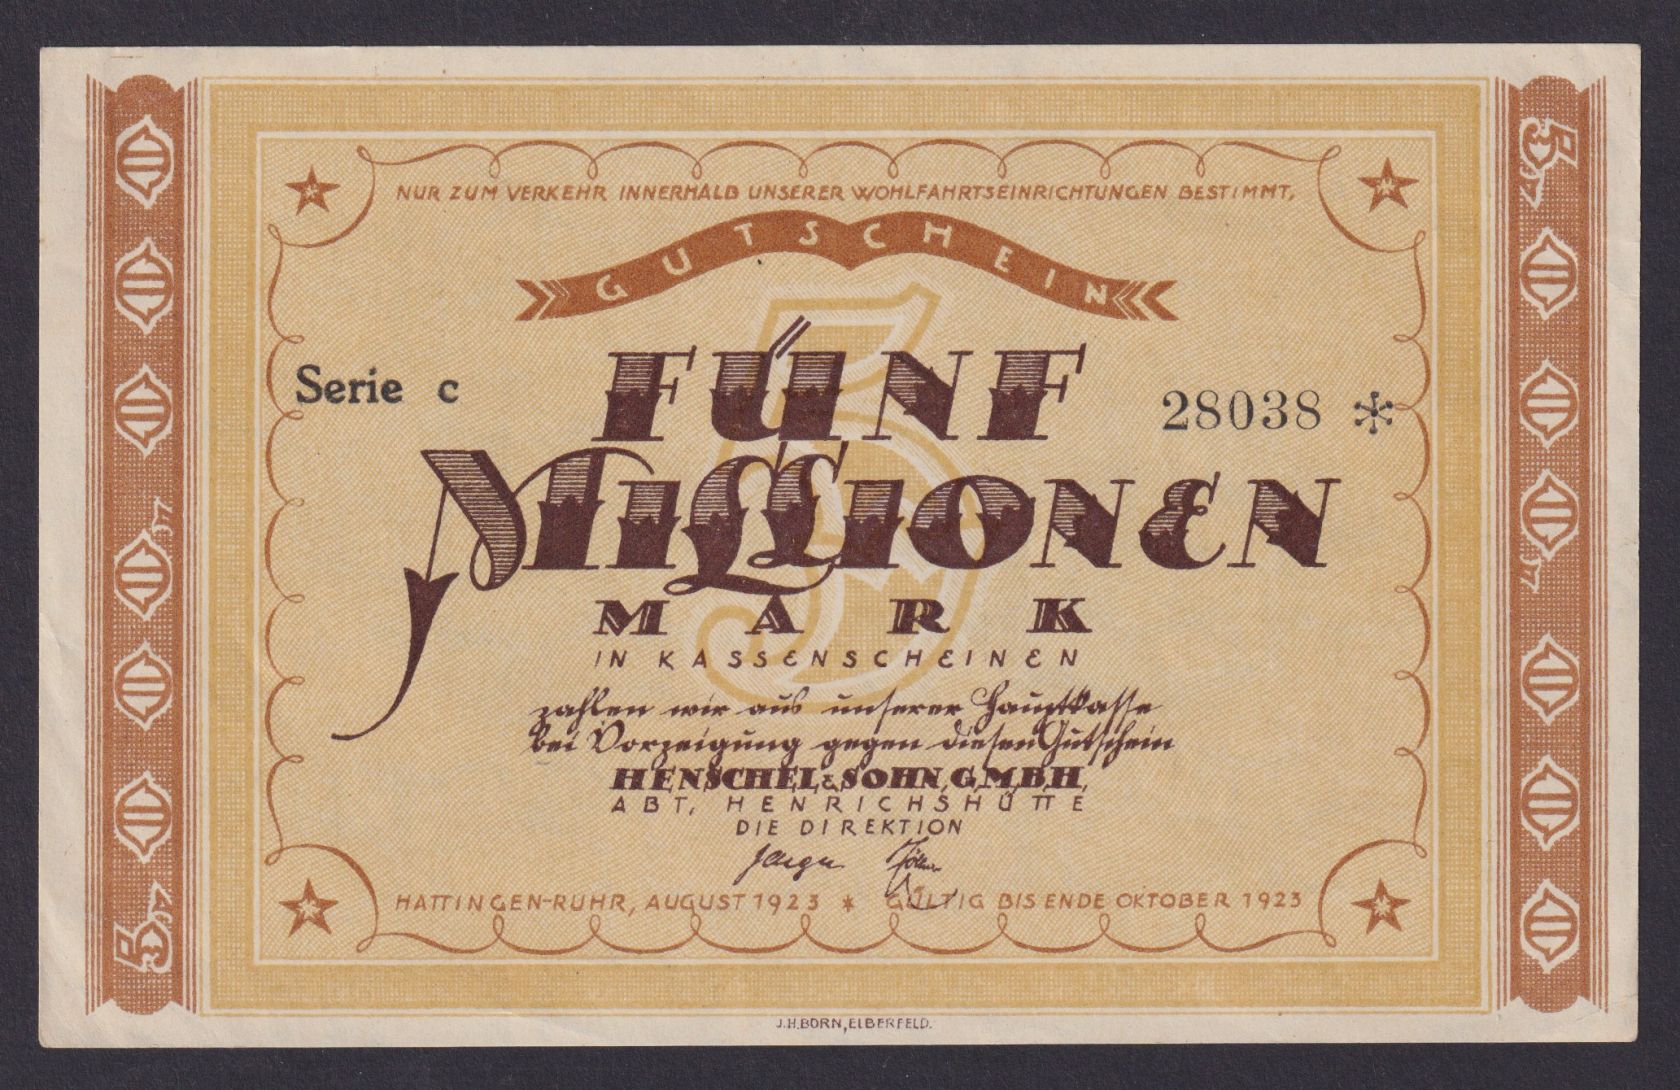 NUR ZUM VERKEHR INNERHALB UNSERER WOHLFAHRTSEINRICHTUNGEN BESTIMMT,
GUTSCHEIN
5
FÜNF
Serie c
28038 *
MILLIONEN
MARK
IN KASSENSCHEINEN
zahlen wir aus unserer Hauptkasse
bei Vorzeigung gegen diesen Gutschein
HENSCHEL & SOHN, G.M.B.H,
ABT, HENRICHSHÜTTE
DIE DIREKTION
HATTINGEN-RUHR, AUGUST 1923 * GÜLTIG BIS ENDE OKTOBER 1923
J.H.BORN, ELBERFELD.